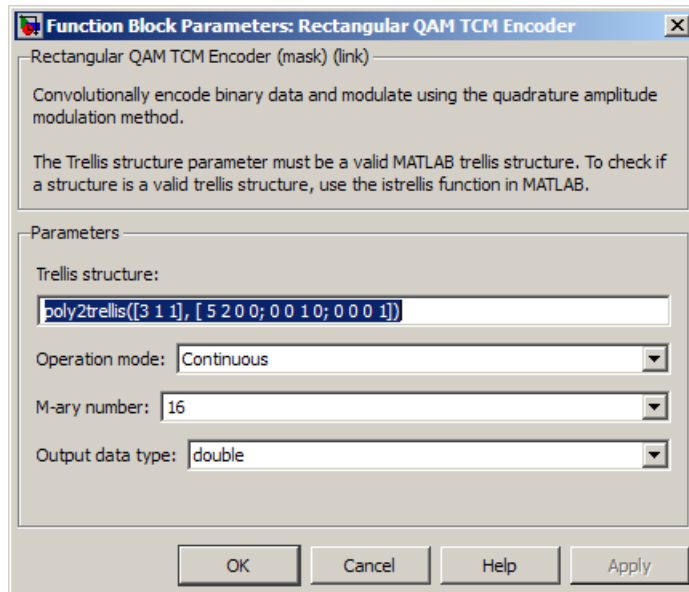 Function Block Parameters: Rectangular QAM TCM Encoder
Rectangular QAM TCM Encoder (mask) (link)
Convolutionally encode binary data and modulate using the quadrature amplitude
modulation method.
The Trellis structure parameter must be a valid MATLAB trellis structure. To check if
a structure is a valid trellis structure, use the istrellis function in MATLAB.
Parameters
Trellis structure:
poly2trellis([3 1 1], [ 5 2 0 0; 0 0 1 0; 0 0 0 1])
Operation mode: Continuous
M-ary number: 16
Output data type: double
OK Cancel Help Apply